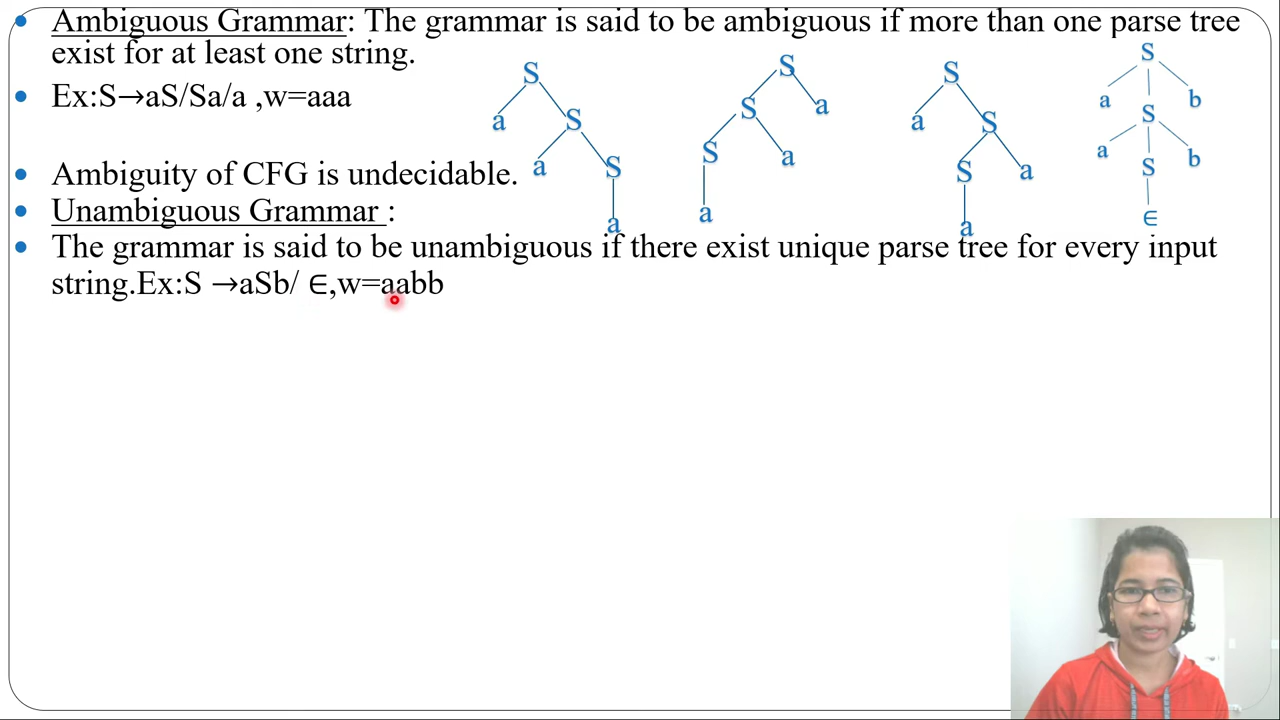 Ambiguous Grammar: The grammar is said to be ambiguous if more than one parse tree
exist for at least one string.
Ex:S→aS/Sa/a ,w=aaa
Ambiguity of CFG is undecidable.
Unambiguous Grammar :
The grammar is said to be unambiguous if there exist unique parse tree for every input
string.Ex:S →aSb/ ∈,w=aabb
S
a S
a S
a
S
S a
S a
a
S
a S
S a
a
S
a S b
a S b
∈